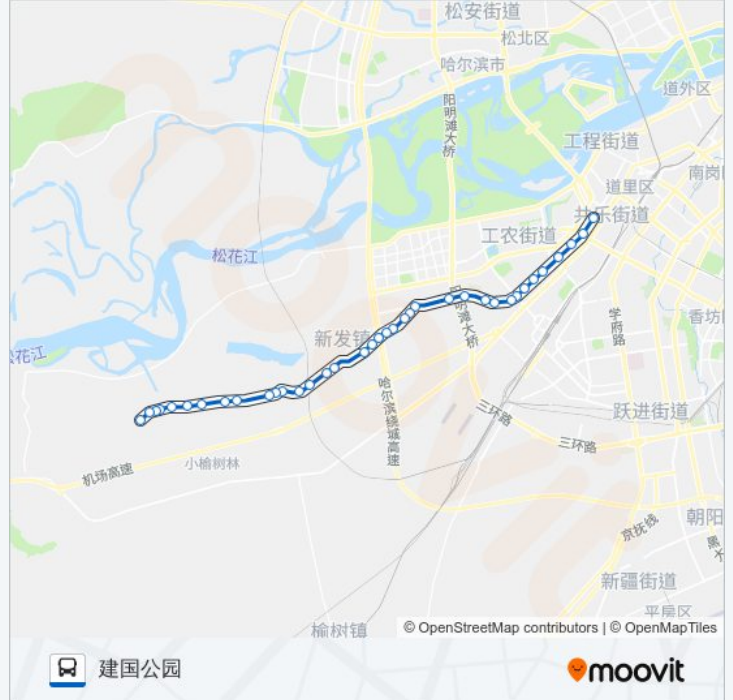 松安街道
松北区
哈尔滨市
道外区
阳明滩大桥
工程街道
南岗
道里区
共乐街道
工农街道
松花江
阳明滩大桥
学府路
香坊
新发镇
花江
哈尔滨绕城高速
三环路
跃进街道
三环路
小榆树林
机场高速
朝阳
京抚线
黑大
新疆街道
平房区
榆树镇
© OpenStreetMap contributors | © OpenMapTiles
建国公园
moovit